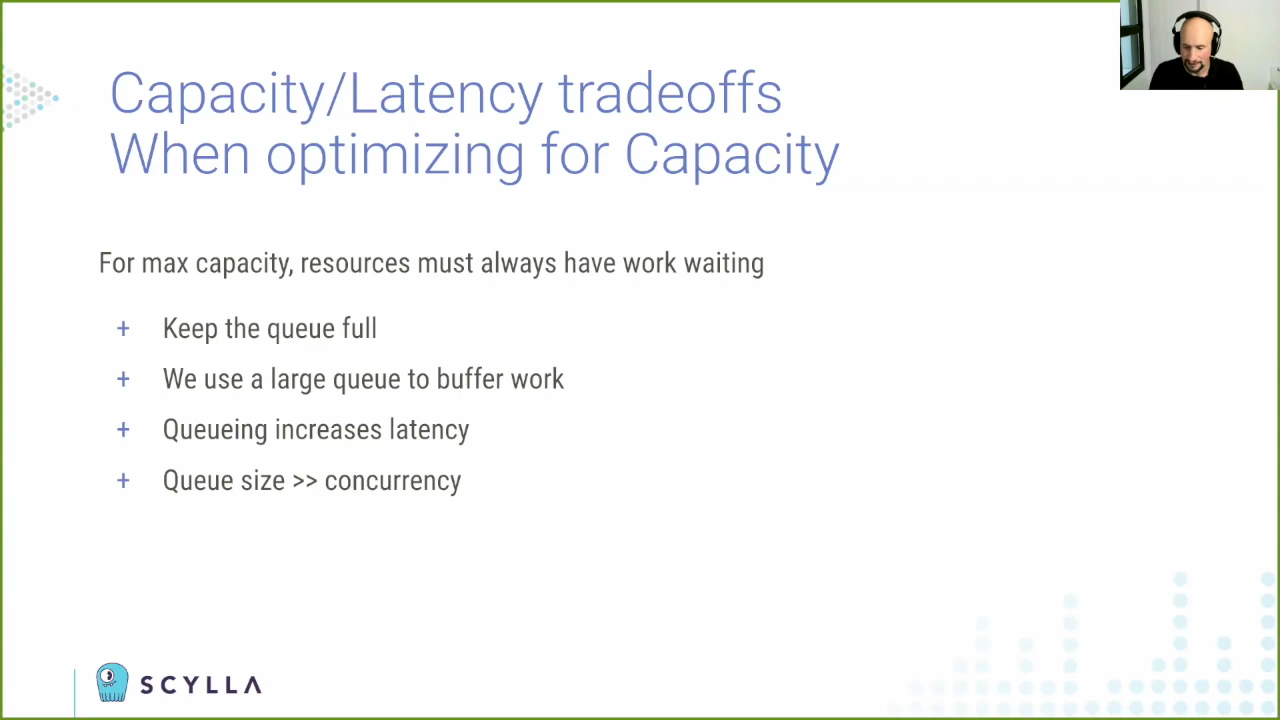 Capacity/Latency tradeoffs
When optimizing for Capacity
For max capacity, resources must always have work waiting
+ Keep the queue full
+ We use a large queue to buffer work
+ Queueing increases latency
+ Queue size >> concurrency
SCYLLA